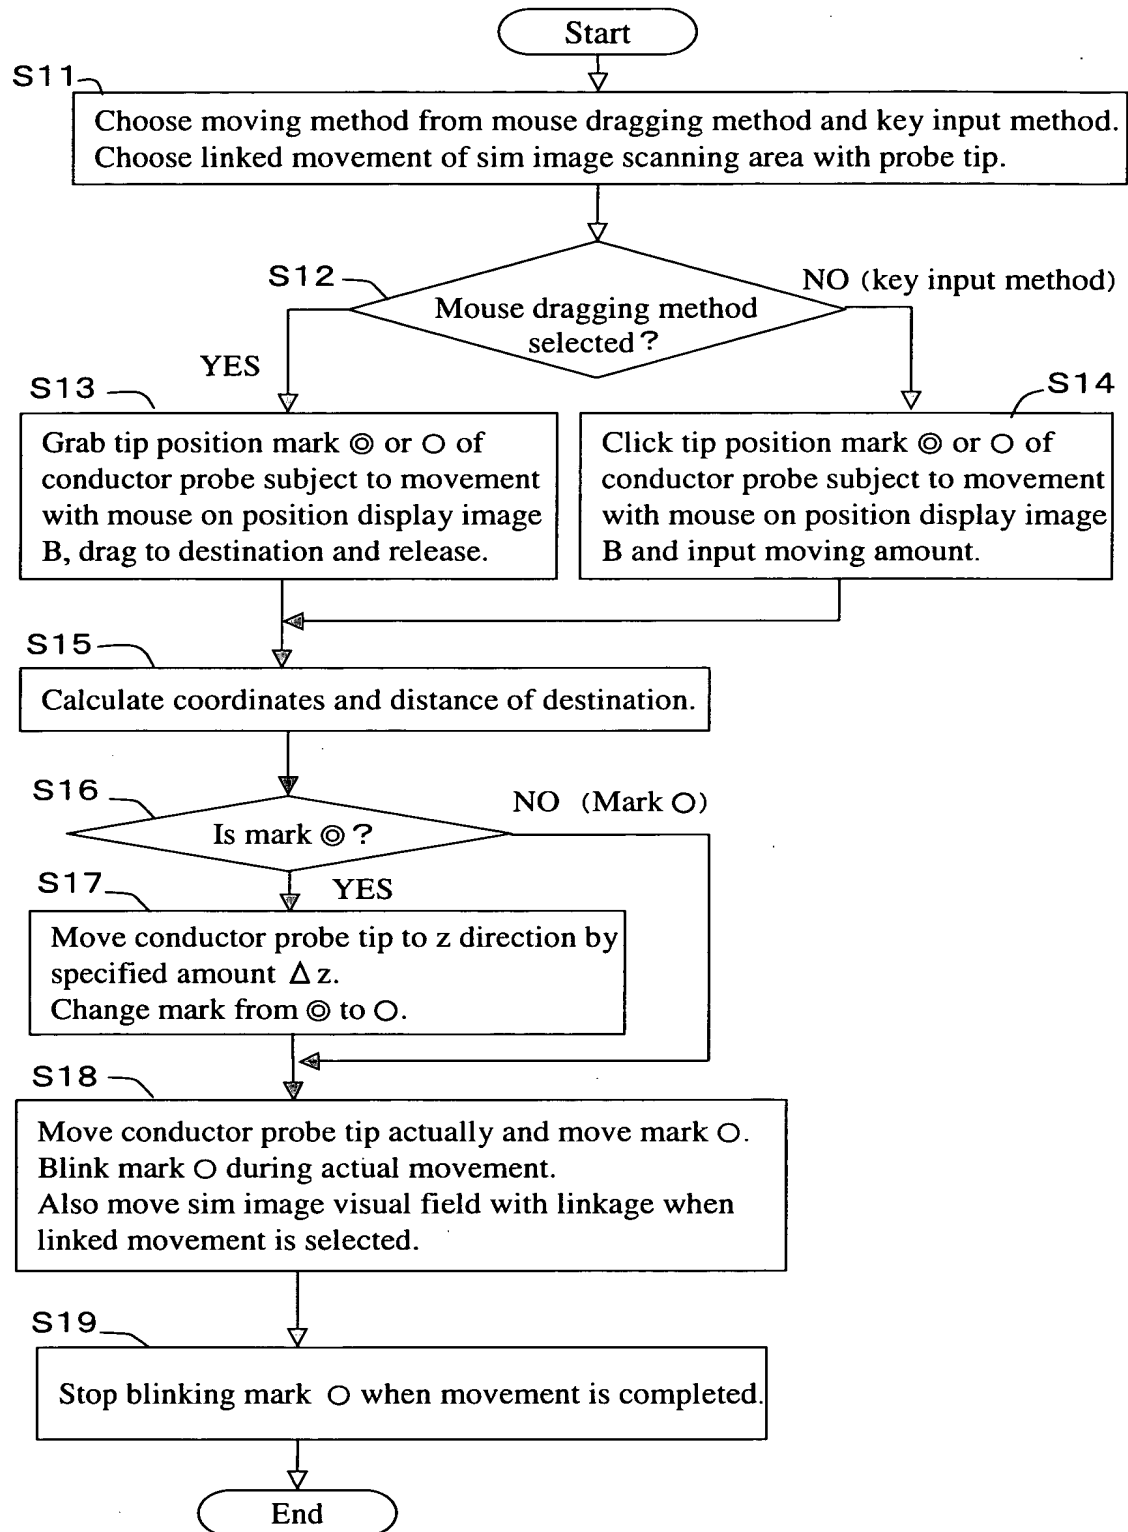 Start
S11
Choose moving method from mouse dragging method and key input method.
Choose linked movement of sim image scanning area with probe tip.
S12
NO (key input method)
Mouse dragging method
selected?
YES
S13
S14
Grab tip position mark ◎ or ○ of
conductor probe subject to movement
with mouse on position display image
B, drag to destination and release.
Click tip position mark ◎ or ○ of
conductor probe subject to movement
with mouse on position display image
B and input moving amount.
S15
Calculate coordinates and distance of destination.
S16
NO (Mark ○)
Is mark ◎?
S17
YES
Move conductor probe tip to z direction by
specified amount Δz.
Change mark from ◎ to ○.
S18
Move conductor probe tip actually and move mark ○.
Blink mark ○ during actual movement.
Also move sim image visual field with linkage when
linked movement is selected.
S19
Stop blinking mark ○ when movement is completed.
End